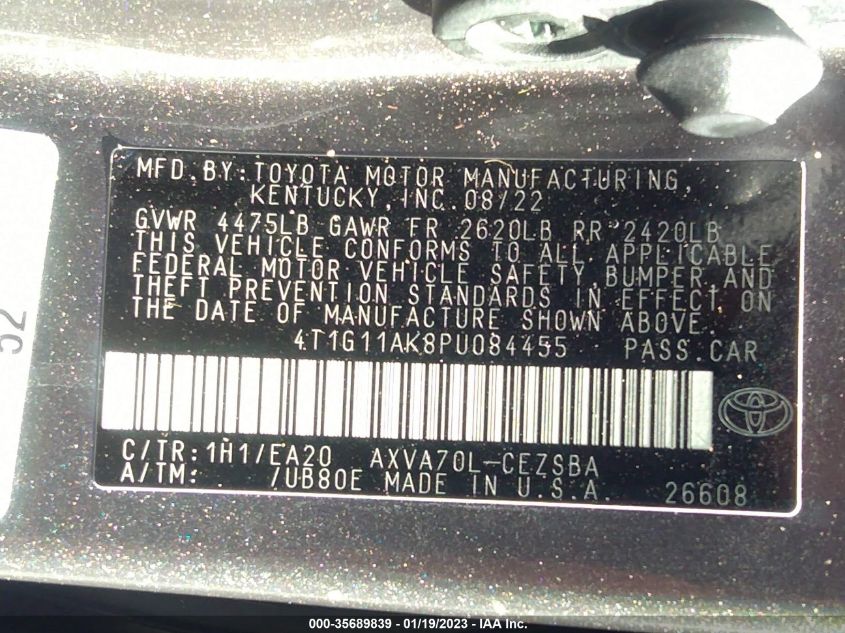 MFD. BY: TOYOTA MOTOR MANUFACTURING,
KENTUCKY, INC. 08/22
GVWR 4475LB GAWR FR 2620LB RR 2420LB
THIS VEHICLE CONFORMS TO ALL APPLICABLE
FEDERAL MOTOR VEHICLE SAFETY, BUMPER, AND
THEFT PREVENTION STANDARDS IN EFFECT ON
THE DATE OF MANUFACTURE SHOWN ABOVE.
4T1G11AK8PU084455 PASS. CAR
C/TR: 1H1/EA20 AXVA70L-CEZSBA
A/TM: /UB80E MADE IN U.S.A. 26608
52
000-35689839 / 01/19/2023 - IAA Inc.